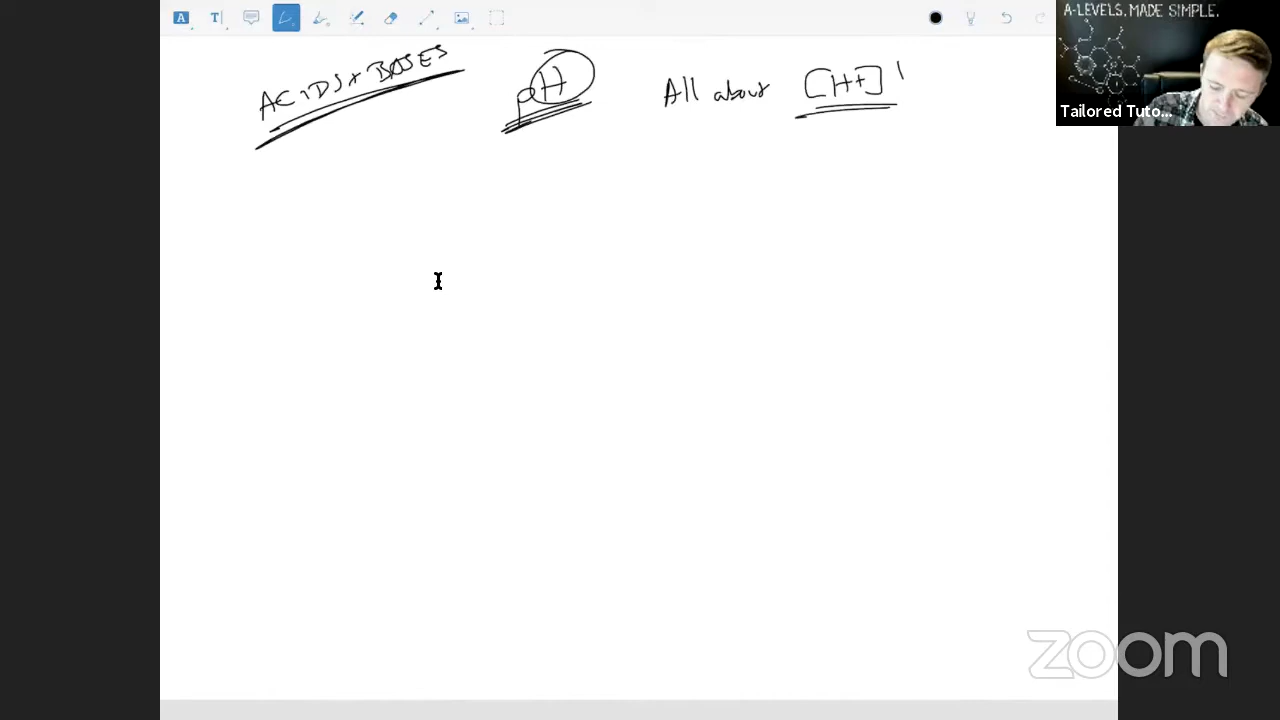 A-LEVELS. MADE SIMPLE.
ACIDS + BASES pH All about [H+]
Tailored Tuto...
zoom